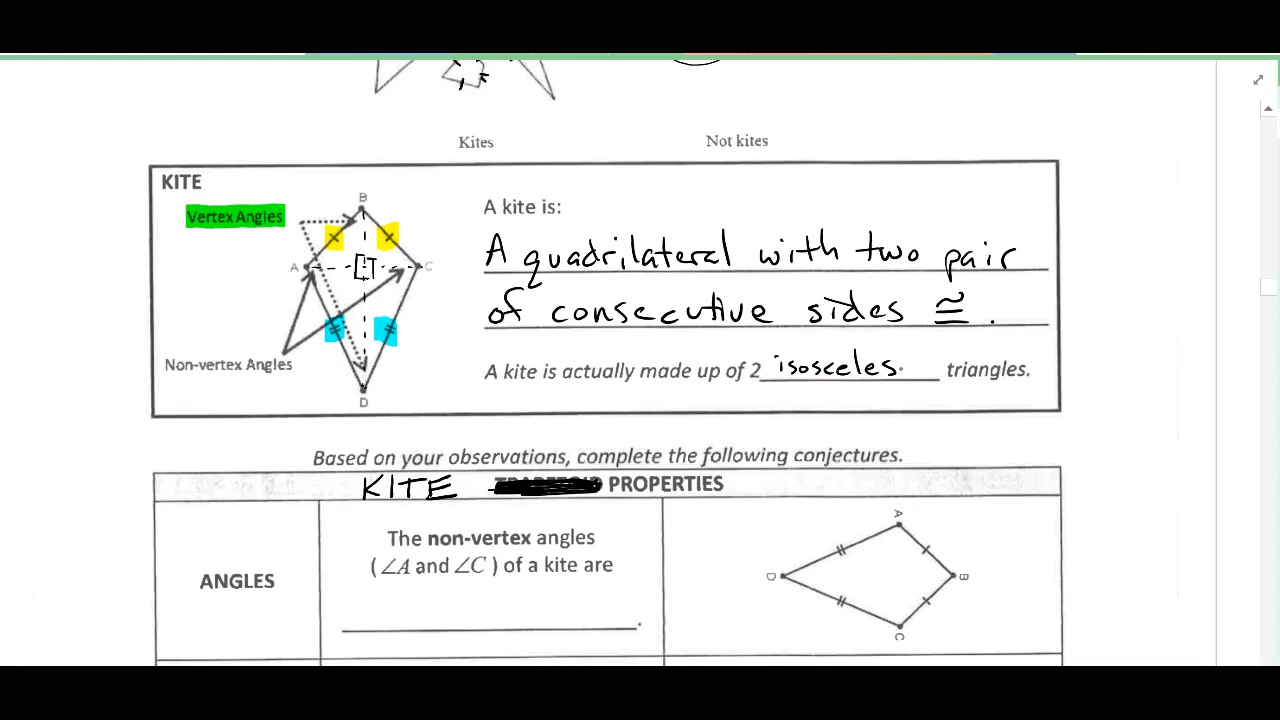 Kites
Not kites
KITE
Vertex Angles
B
A
C
Non-vertex Angles
D
A kite is:
A quadrilateral with two pair
of consecutive sides ≅ .
A kite is actually made up of 2 isosceles. triangles.
Based on your observations, complete the following conjectures.
KITE PROPERTIES
ANGLES
The non-vertex angles
(∠A and ∠C ) of a kite are
.
A
D
B
C